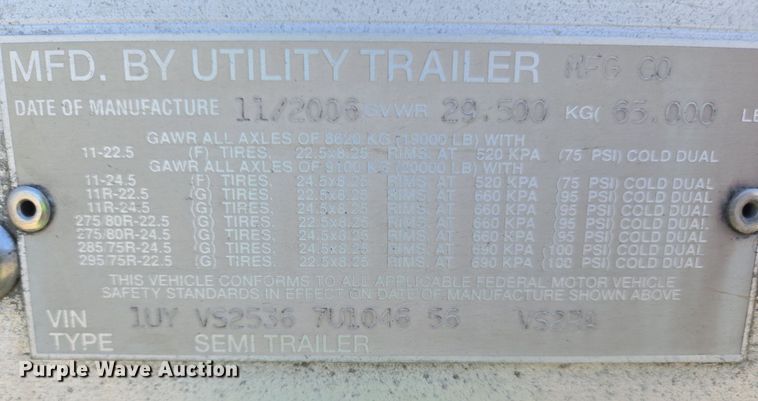 MFD. BY UTILITY TRAILER MFG CO
DATE OF MANUFACTURE 11/2006 GVWR 29.500 KG( 65.000 LB
GAWR ALL AXLES OF 8620 KG (19000 LB) WITH
11-22.5 (F) TIRES. 22.5x8.25 RIMS. AT 520 KPA (75 PSI) COLD DUAL
GAWR ALL AXLES OF 9100 KG (20000 LB) WITH
11-24.5 (F) TIRES. 24.5x8.25 RIMS. AT 520 KPA (75 PSI) COLD DUAL
11R-22.5 (G) TIRES. 22.5x8.25 RIMS. AT 660 KPA (95 PSI) COLD DUAL
11R-24.5 (G) TIRES. 24.5x8.25 RIMS. AT 660 KPA (95 PSI) COLD DUAL
275/80R-22.5 (G) TIRES. 22.5x8.25 RIMS. AT 660 KPA (95 PSI) COLD DUAL
275/80R-24.5 (G) TIRES. 24.5x8.25 RIMS. AT 660 KPA (95 PSI) COLD DUAL
285/75R-24.5 (G) TIRES. 24.5x8.25 RIMS. AT 690 KPA (100 PSI) COLD DUAL
295/75R-22.5 (G) TIRES. 22.5x8.25 RIMS. AT 690 KPA (100 PSI) COLD DUAL
THIS VEHICLE CONFORMS TO ALL APPLICABLE FEDERAL MOTOR VEHICLE
SAFETY STANDARDS IN EFFECT ON DATE OF MANUFACTURE SHOWN ABOVE
VIN 1UY VS2536 7U1046 56
TYPE SEMI TRAILER
Purple Wave Auction